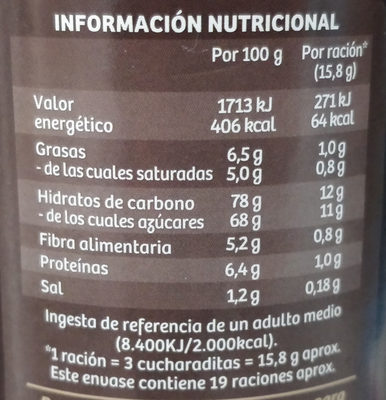 INFORMACIÓN NUTRICIONAL
Por 100 g Por ración*
(15,8 g)
Valor 1713 kJ 271 kJ
energético 406 kcal 64 kcal
Grasas 6,5 g 1,0 g
- de las cuales saturadas 5,0 g 0,8 g
Hidratos de carbono 78 g 12 g
- de los cuales azúcares 68 g 11 g
Fibra alimentaria 5,2 g 0,8 g
Proteínas 6,4 g 1,0 g
Sal 1,2 g 0,18 g
Ingesta de referencia de un adulto medio
(8.400KJ/2.000kcal).
*1 ración = 3 cucharaditas = 15,8 g aprox.
Este envase contiene 19 raciones aprox.